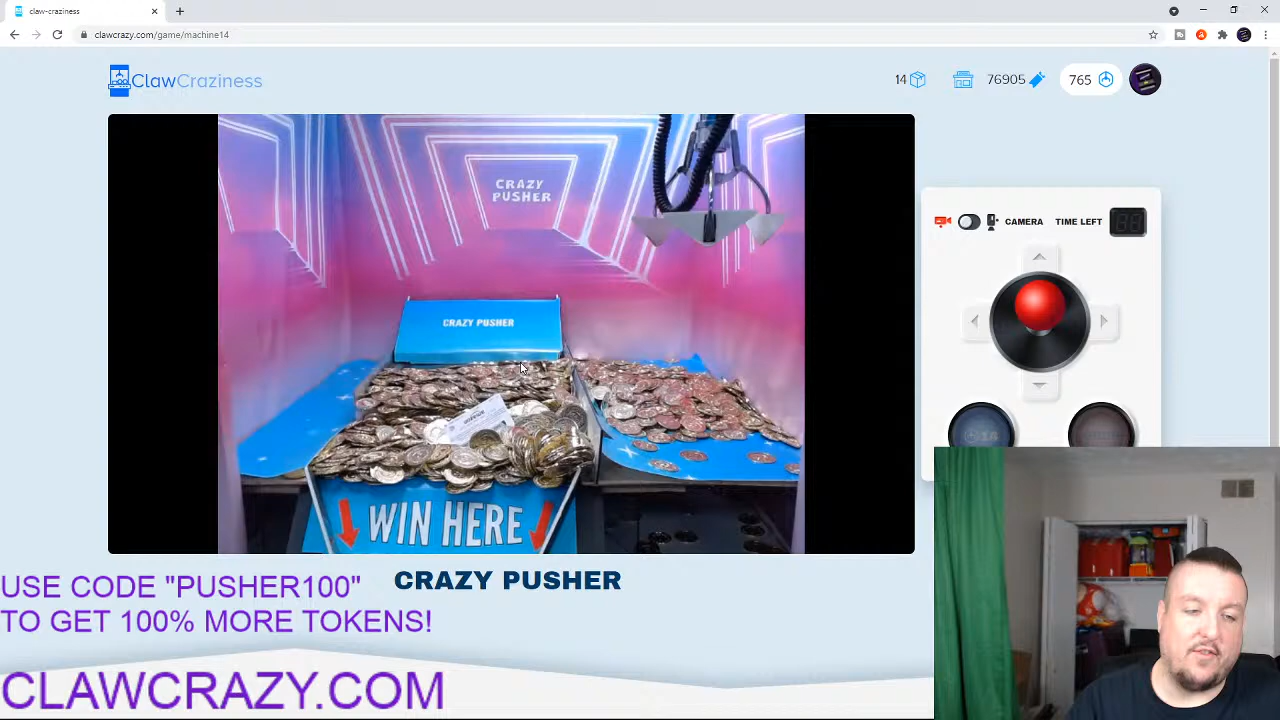 claw-craziness
clawcrazy.com/game/machine14
ClawCraziness
14
76905
765
CRAZY
PUSHER
CAMERA
TIME LEFT
CRAZY PUSHER
WIN HERE
CRAZY PUSHER
USE CODE "PUSHER100"
TO GET 100% MORE TOKENS!
CLAWCRAZY.COM